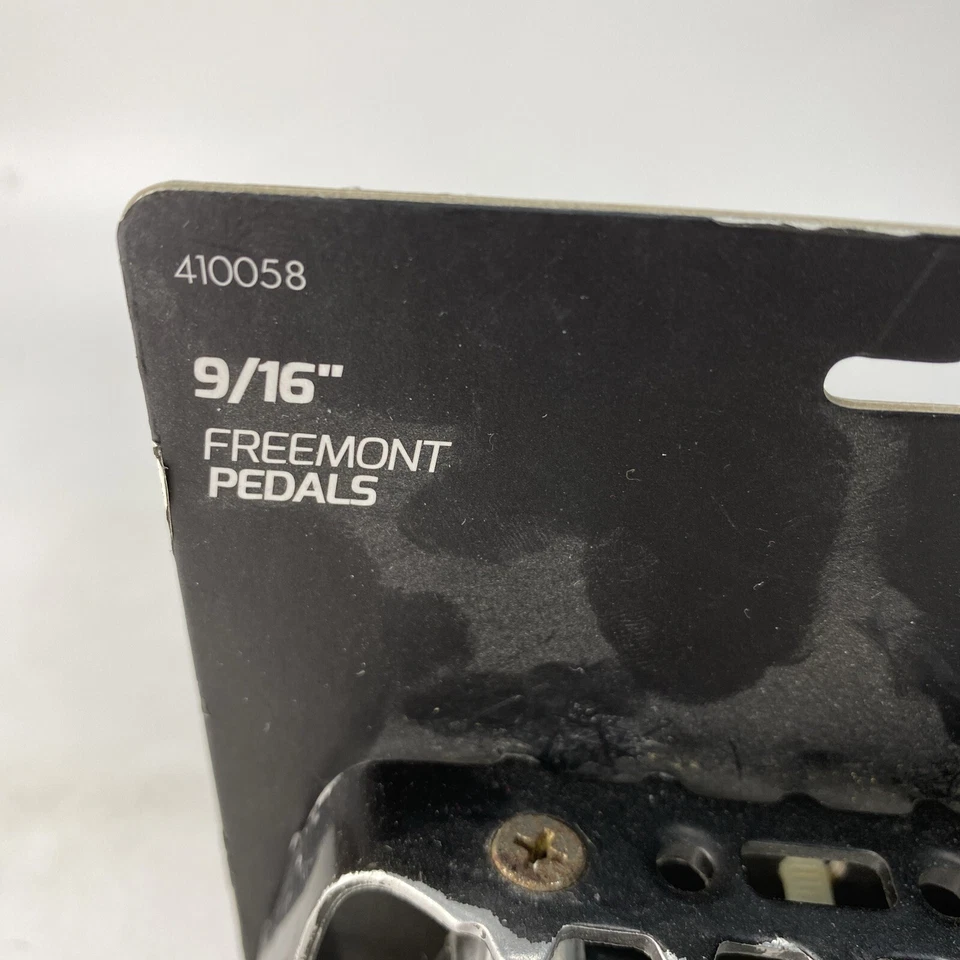 410058
9/16"
FREEMONT
PEDALS